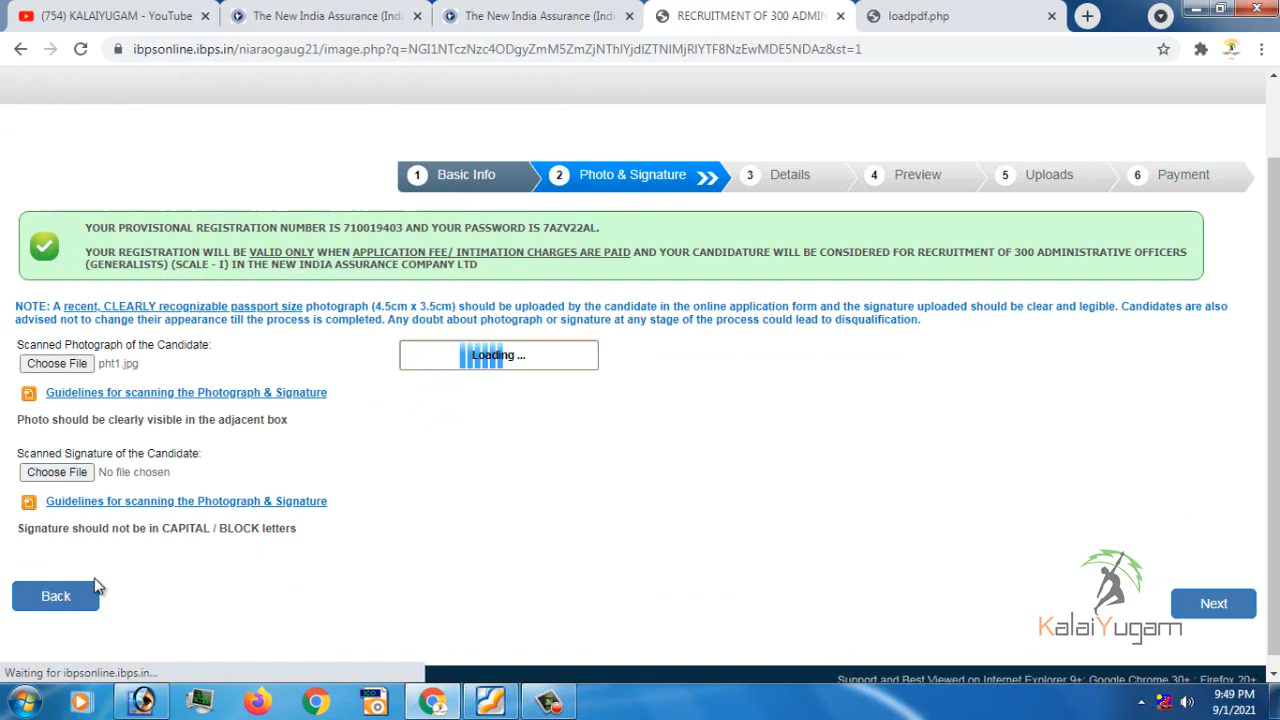 (754) KALAIYUGAM - YouTube
The New India Assurance (Indi
The New India Assurance (Indi
RECRUITMENT OF 300 ADMIN
loadpdf.php
ibpsonline.ibps.in/niaraogaug21/image.php?q=NGI1NTczNzc4ODgyZmM5ZmZjNThlYjdlZTNlMjRlYTF8NzEwMDE5NDAz&st=1
1 Basic Info
2 Photo & Signature
3 Details
4 Preview
5 Uploads
6 Payment
YOUR PROVISIONAL REGISTRATION NUMBER IS 710019403 AND YOUR PASSWORD IS 7AZV22AL.
YOUR REGISTRATION WILL BE VALID ONLY WHEN APPLICATION FEE/ INTIMATION CHARGES ARE PAID AND YOUR CANDIDATURE WILL BE CONSIDERED FOR RECRUITMENT OF 300 ADMINISTRATIVE OFFICERS
(GENERALISTS) (SCALE - I) IN THE NEW INDIA ASSURANCE COMPANY LTD
NOTE: A recent, CLEARLY recognizable passport size photograph (4.5cm x 3.5cm) should be uploaded by the candidate in the online application form and the signature uploaded should be clear and legible. Candidates are also
advised not to change their appearance till the process is completed. Any doubt about photograph or signature at any stage of the process could lead to disqualification.
Scanned Photograph of the Candidate:
Choose File pht1.jpg
Loading ...
Guidelines for scanning the Photograph & Signature
Photo should be clearly visible in the adjacent box
Scanned Signature of the Candidate:
Choose File No file chosen
Guidelines for scanning the Photograph & Signature
Signature should not be in CAPITAL / BLOCK letters
Back
Next
KalaiYugam
Waiting for ibpsonline.ibps.in...
Support and Best Viewed on Internet Explorer 9+; Google Chrome 30+ ; Firefox 20+
9:49 PM
9/1/2021